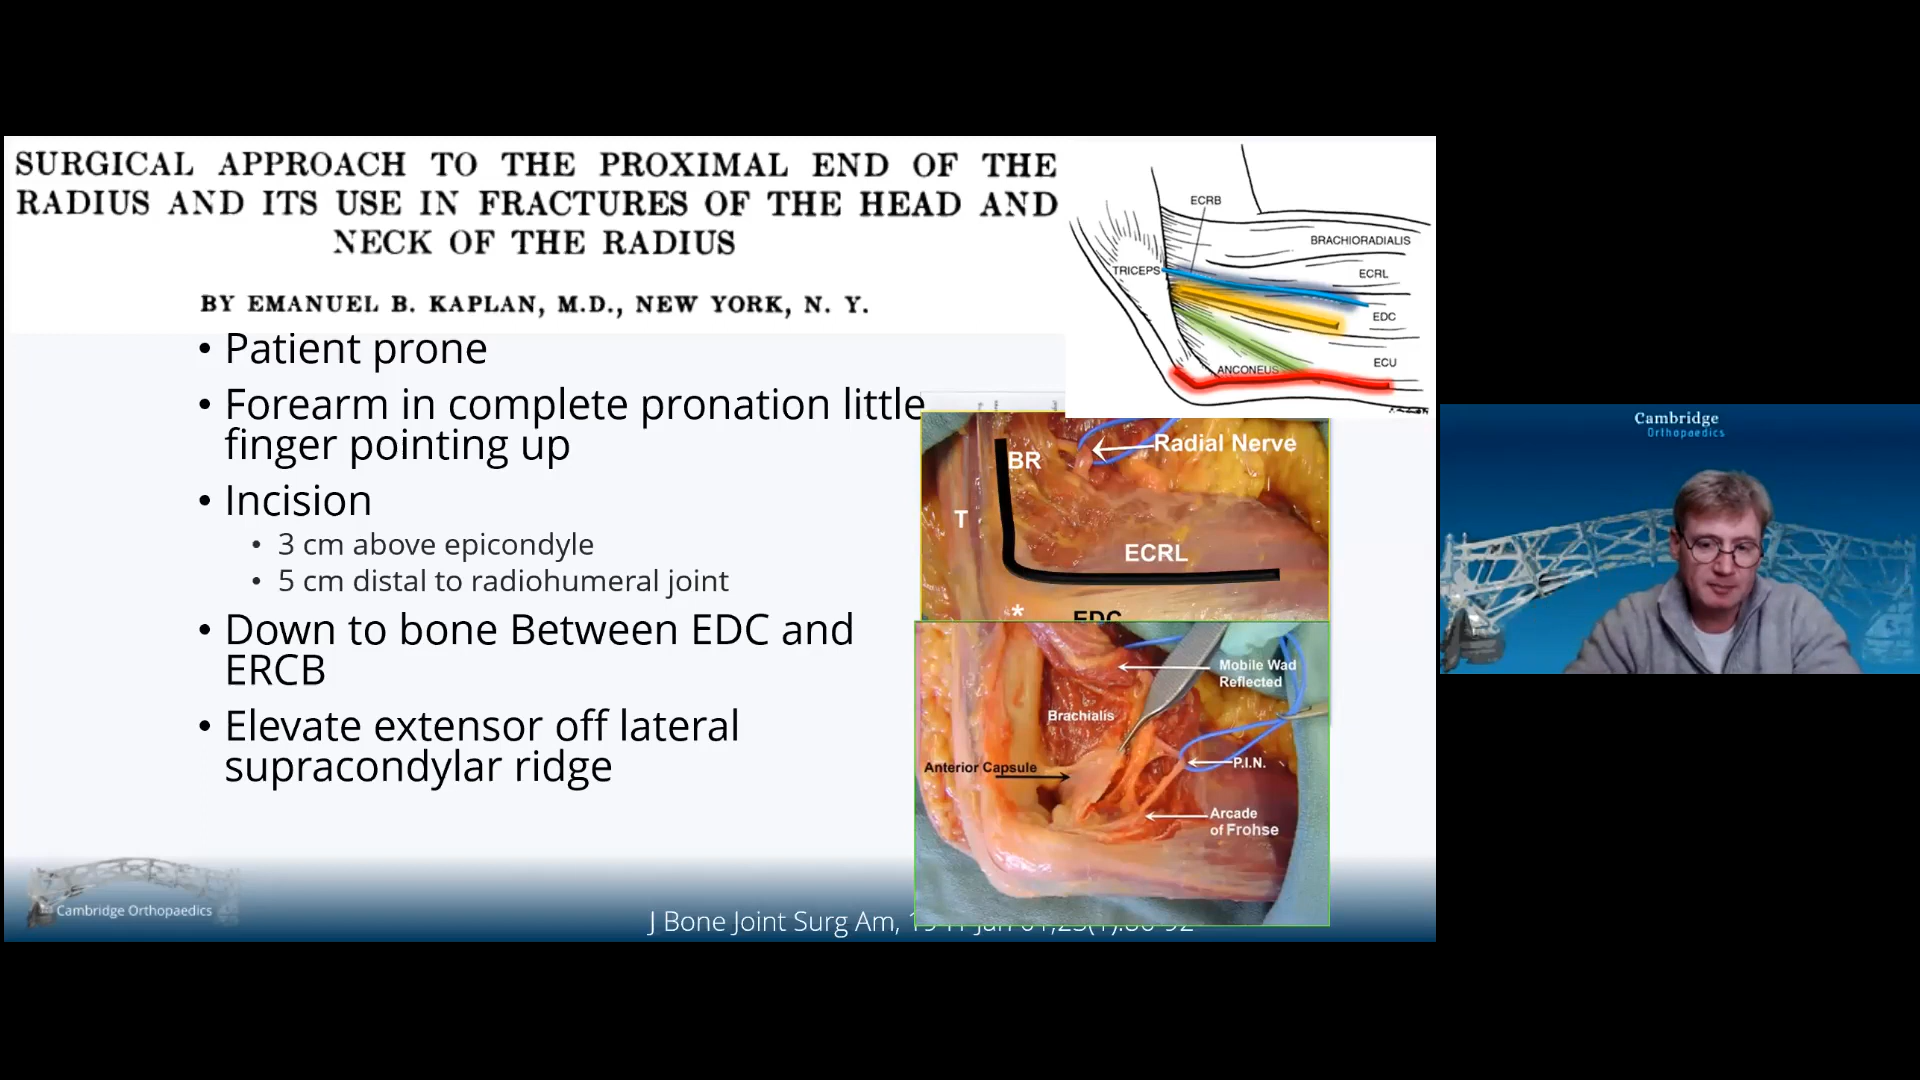 SURGICAL APPROACH TO THE PROXIMAL END OF THE
RADIUS AND ITS USE IN FRACTURES OF THE HEAD AND
NECK OF THE RADIUS
BY EMANUEL B. KAPLAN, M.D., NEW YORK, N. Y.
• Patient prone
• Forearm in complete pronation little
finger pointing up
• Incision
• 3 cm above epicondyle
• 5 cm distal to radiohumeral joint
• Down to bone Between EDC and
ERCB
• Elevate extensor off lateral
supracondylar ridge
ECRB
BRACHIORADIALIS
TRICEPS
ECRL
EDC
ECU
ANCONEUS
Radial Nerve
BR
T
ECRL
*
EDC
Mobile Wad
Reflected
Brachialis
P.I.N.
Anterior Capsule
Arcade
of Frohse
Cambridge Orthopaedics
J Bone Joint Surg Am,
Cambridge
Orthopaedics